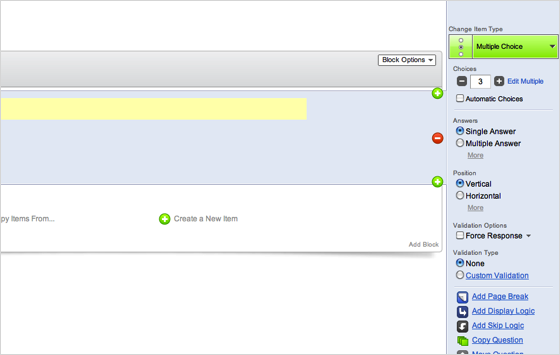 Change Item Type
Multiple Choice
Block Options
Choices
3
Edit Multiple
Automatic Choices
Answers
Single Answer
Multiple Answer
More
Position
Vertical
Horizontal
More
py Items From...
Create a New Item
Add Block
Validation Options
Force Response
Validation Type
None
Custom Validation
Add Page Break
Add Display Logic
Add Skip Logic
Copy Question
Move Question